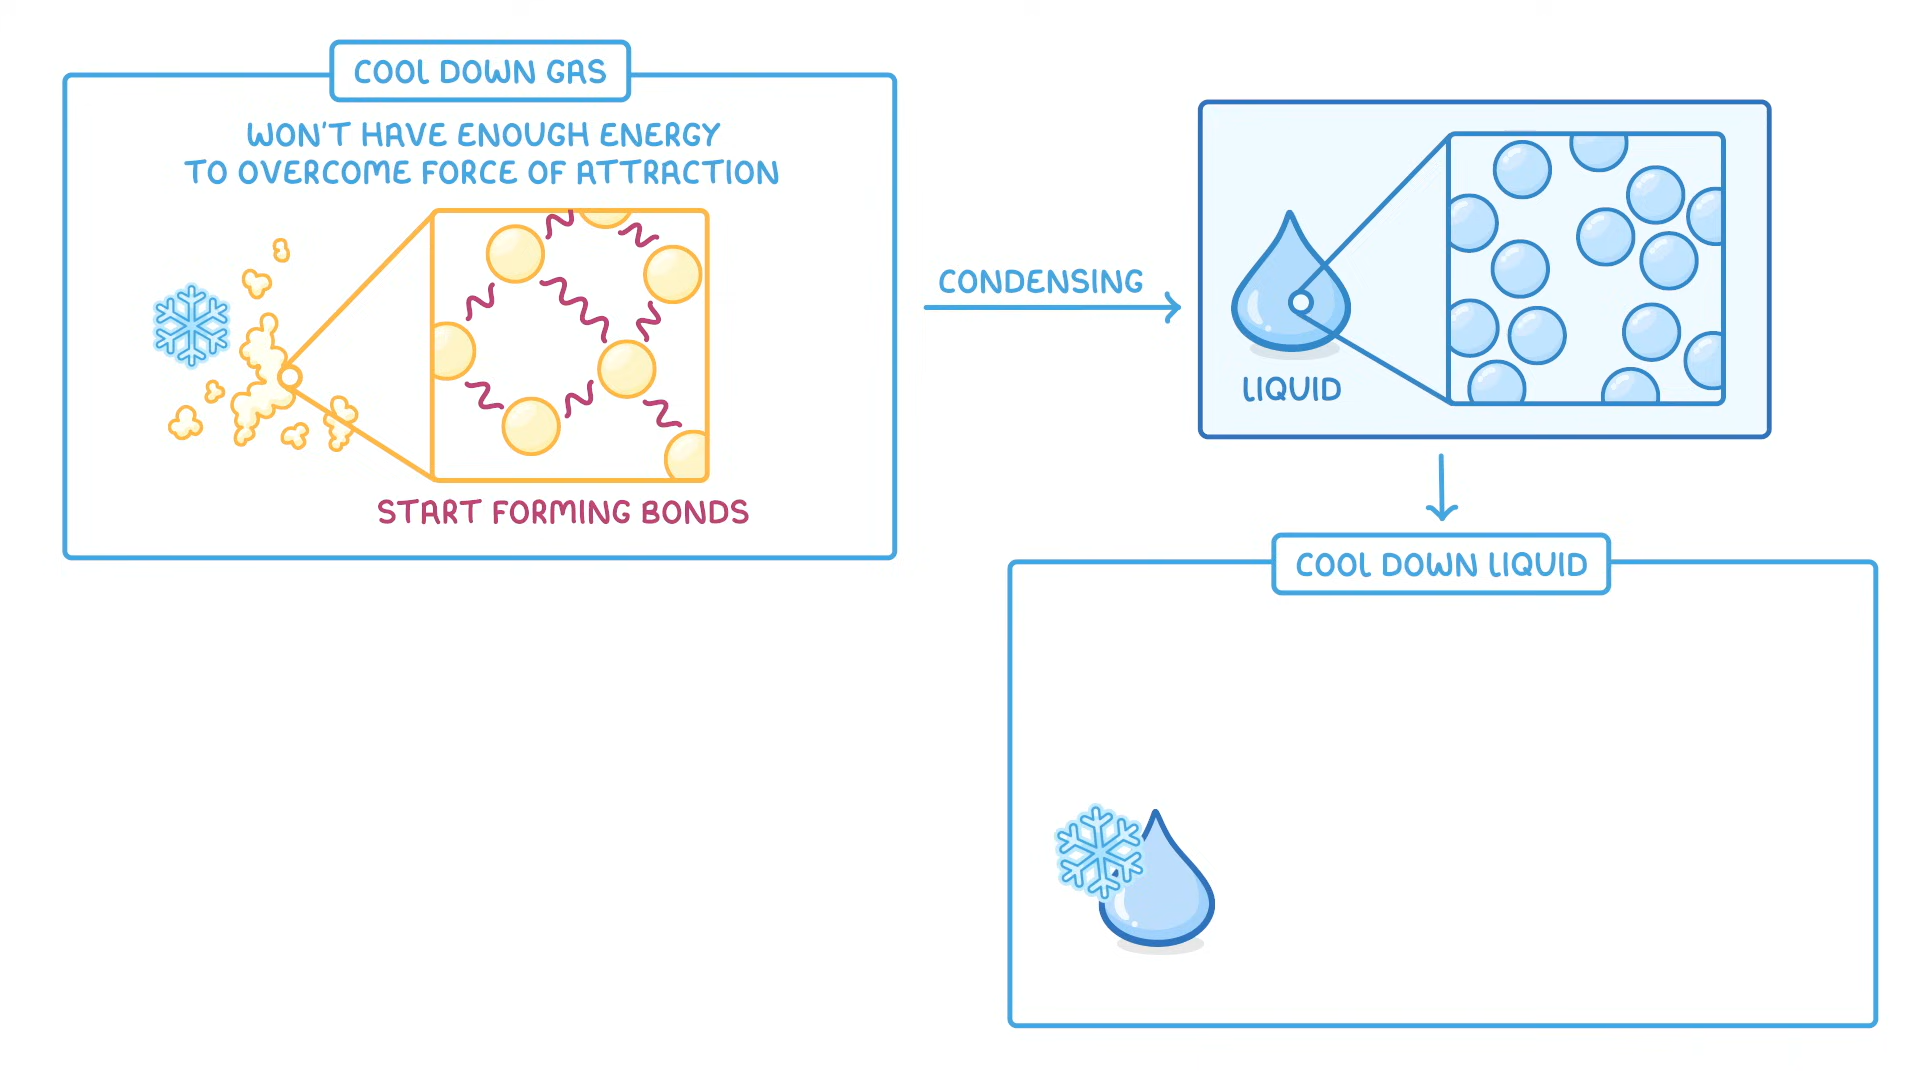 COOL DOWN GAS
WON'T HAVE ENOUGH ENERGY
TO OVERCOME FORCE OF ATTRACTION
START FORMING BONDS
CONDENSING
LIQUID
COOL DOWN LIQUID